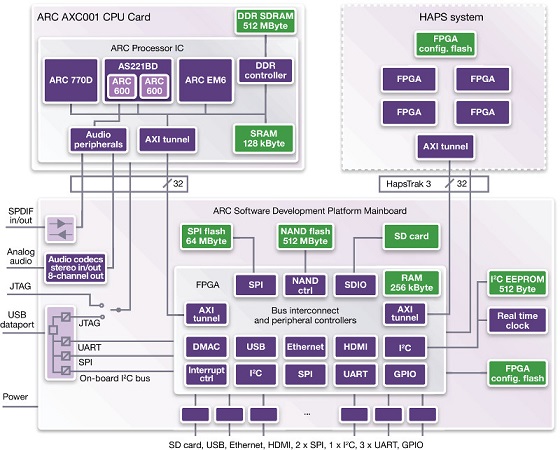 ARC AXC001 CPU Card
DDR SDRAM
512 MByte
ARC Processor IC
ARC 770D
AS221BD
ARC
600
ARC
600
ARC EM6
DDR
controller
Audio
peripherals
AXI tunnel
SRAM
128 kByte
HAPS system
FPGA
config. flash
FPGA
FPGA
FPGA
FPGA
AXI tunnel
32
HapsTrak 3
32
SPDIF
in/out
Analog
audio
JTAG
USB
dataport
Power
ARC Software Development Platform Mainboard
Audio codecs
stereo in/out
8-channel out
JTAG
UART
SPI
On-board I²C bus
SPI flash
64 MByte
NAND flash
512 MByte
SD card
FPGA
SPI
NAND
ctrl
SDIO
RAM
256 kByte
AXI
tunnel
Bus interconnect
and peripheral controllers
AXI
tunnel
DMAC
USB
Ethernet
HDMI
I²C
Interrupt
ctrl
I²C
SPI
UART
GPIO
I²C EEPROM
512 Byte
Real time
clock
FPGA
config. flash
...
SD card, USB, Ethernet, HDMI, 2 x SPI, 1 x I²C, 3 x UART, GPIO